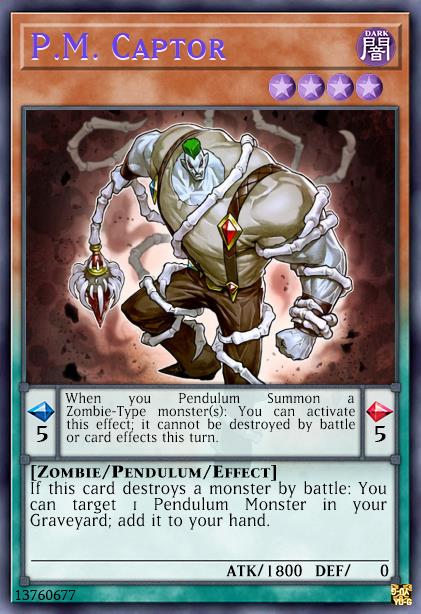 P.M. Captor
DARK
闇
When you Pendulum Summon a
Zombie-Type monster(s): You can activate
this effect; it cannot be destroyed by battle
or card effects this turn.
5
5
[Zombie/Pendulum/Effect]
If this card destroys a monster by battle: You
can target 1 Pendulum Monster in your
Graveyard; add it to your hand.
ATK/1800 DEF/ 0
13760677